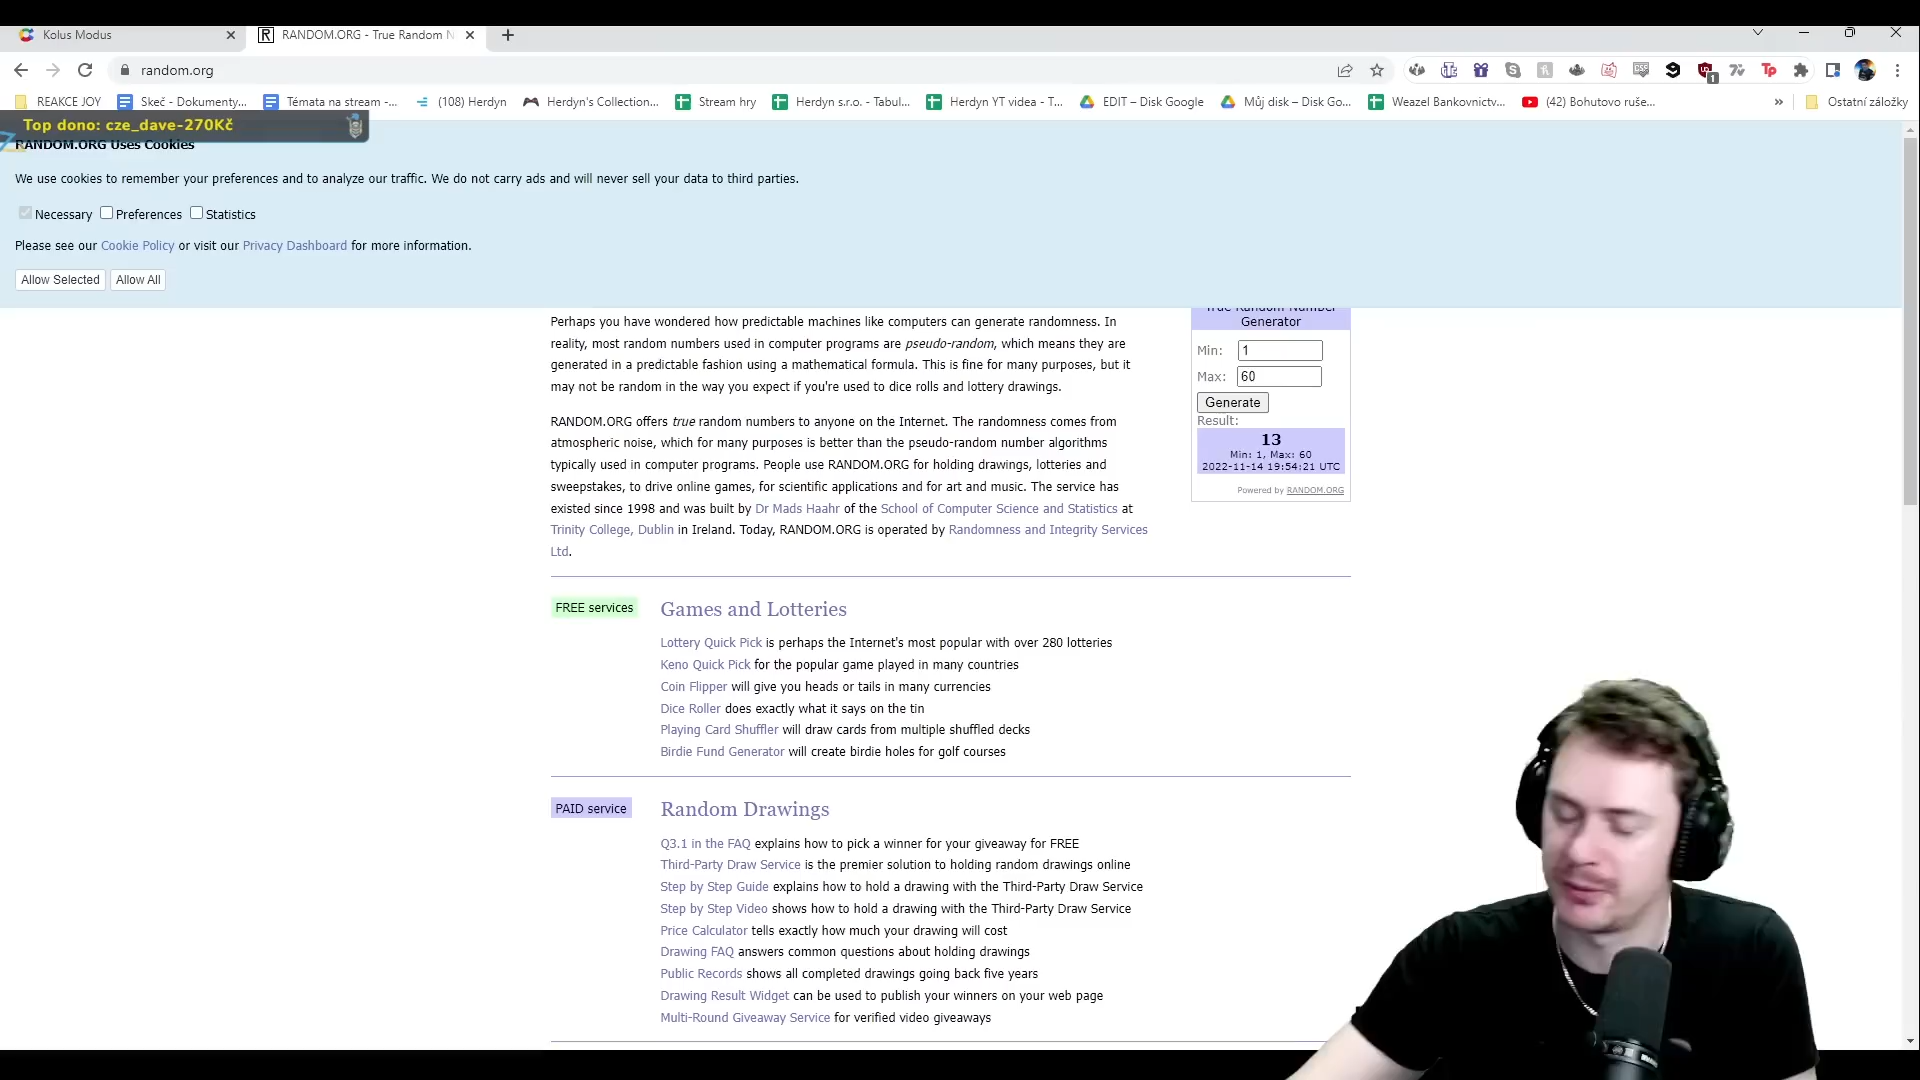 Kolus Modus
RANDOM.ORG - True Random N
random.org
REAKCE JOY
Skeč - Dokumenty...
Témata na stream -...
(108) Herdyn
Herdyn's Collection...
Stream hry
Herdyn s.r.o. - Tabul...
Herdyn YT videa - T...
EDIT – Disk Google
Můj disk – Disk Go...
Weazel Bankovnictv...
(42) Bohutovo ruše...
»
Ostatní záložky
Top dono: cze_dave-270Kč
RANDOM.ORG Uses Cookies
We use cookies to remember your preferences and to analyze our traffic. We do not carry ads and will never sell your data to third parties.
Necessary Preferences Statistics
Please see our Cookie Policy or visit our Privacy Dashboard for more information.
Allow Selected Allow All
Perhaps you have wondered how predictable machines like computers can generate randomness. In
reality, most random numbers used in computer programs are pseudo-random, which means they are
generated in a predictable fashion using a mathematical formula. This is fine for many purposes, but it
may not be random in the way you expect if you're used to dice rolls and lottery drawings.
RANDOM.ORG offers true random numbers to anyone on the Internet. The randomness comes from
atmospheric noise, which for many purposes is better than the pseudo-random number algorithms
typically used in computer programs. People use RANDOM.ORG for holding drawings, lotteries and
sweepstakes, to drive online games, for scientific applications and for art and music. The service has
existed since 1998 and was built by Dr Mads Haahr of the School of Computer Science and Statistics at
Trinity College, Dublin in Ireland. Today, RANDOM.ORG is operated by Randomness and Integrity Services
Ltd.
True Random Number
Generator
Min: 1
Max: 60
Generate
Result:
13
Min: 1, Max: 60
2022-11-14 19:54:21 UTC
Powered by RANDOM.ORG
FREE services
Games and Lotteries
Lottery Quick Pick is perhaps the Internet's most popular with over 280 lotteries
Keno Quick Pick for the popular game played in many countries
Coin Flipper will give you heads or tails in many currencies
Dice Roller does exactly what it says on the tin
Playing Card Shuffler will draw cards from multiple shuffled decks
Birdie Fund Generator will create birdie holes for golf courses
PAID service
Random Drawings
Q3.1 in the FAQ explains how to pick a winner for your giveaway for FREE
Third-Party Draw Service is the premier solution to holding random drawings online
Step by Step Guide explains how to hold a drawing with the Third-Party Draw Service
Step by Step Video shows how to hold a drawing with the Third-Party Draw Service
Price Calculator tells exactly how much your drawing will cost
Drawing FAQ answers common questions about holding drawings
Public Records shows all completed drawings going back five years
Drawing Result Widget can be used to publish your winners on your web page
Multi-Round Giveaway Service for verified video giveaways